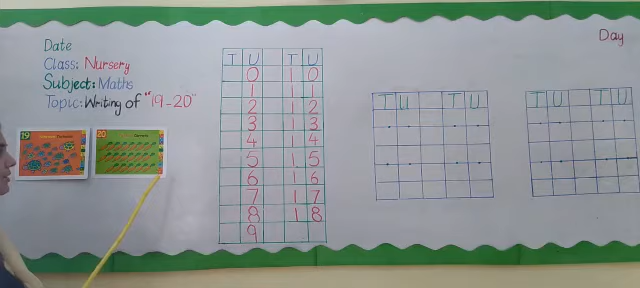 Date
Day
Class: Nursery
Subject: Maths
Topic: Writing of "19-20"
19
20 Carrots
T U T U
0 1 0
1 1 1
2 1 2
3 1 3
4 1 4
5 1 5
6 1 6
7 1 7
8 1 8
9
T U T U
T U T U